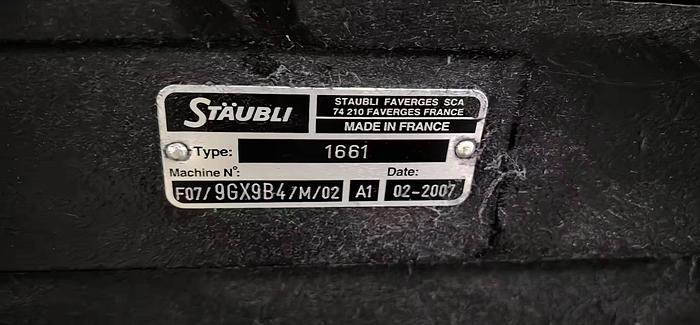 STÄUBLI
STAUBLI FAVERGES SCA
74 210 FAVERGES FRANCE
MADE IN FRANCE
Type: 1661
Machine N°: Date:
F07/9GX9B4/M/02 A1 02-2007